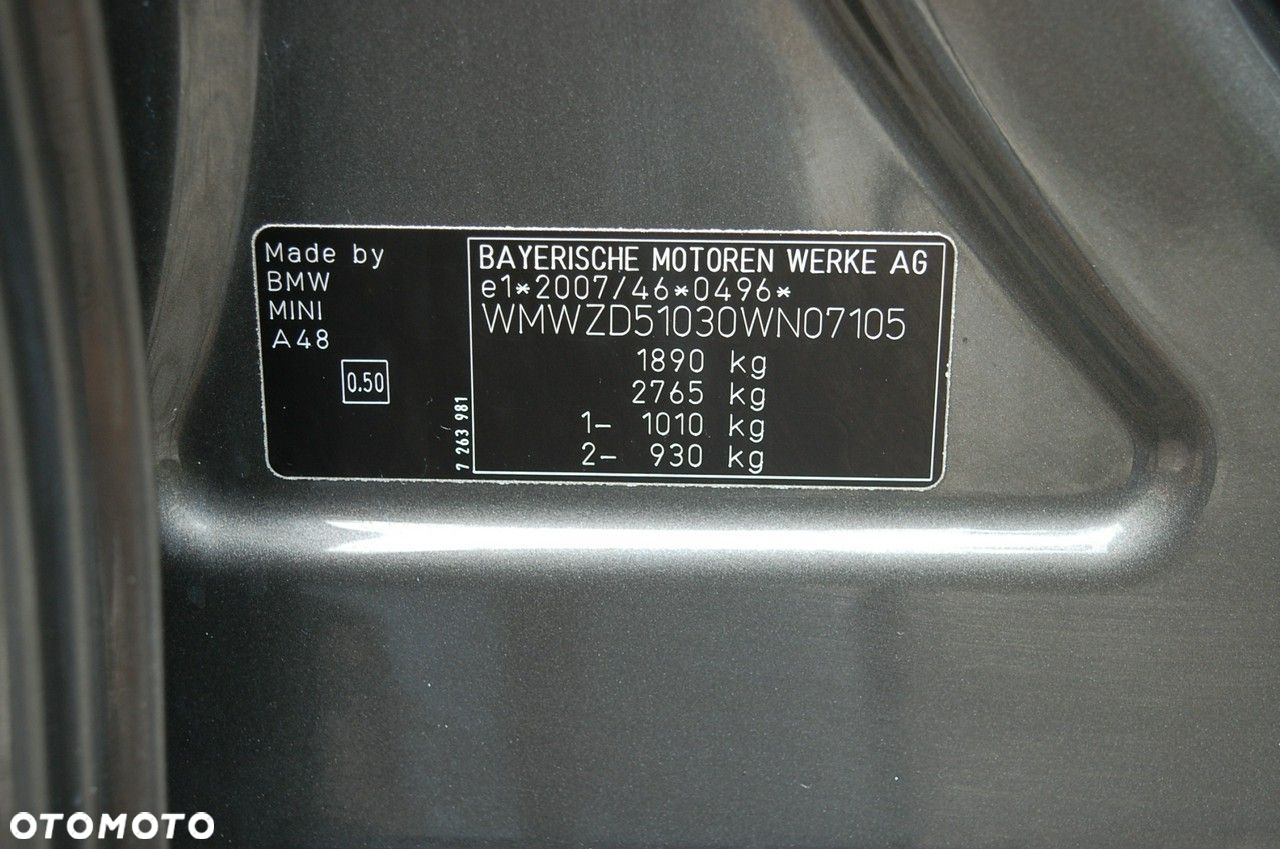 Made by
BMW
MINI
A48
0.50
7 263 981
BAYERISCHE MOTOREN WERKE AG
e1*2007/46*0496*
WMWZD51030WN07105
1890 kg
2765 kg
1- 1010 kg
2- 930 kg
OTOMOTO